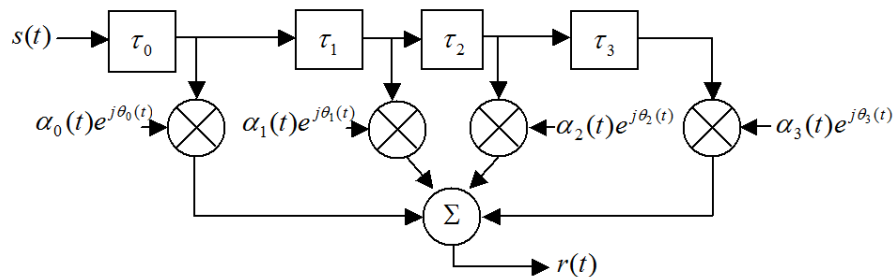 s(t) τ₀ τ₁ τ₂ τ₃
α₀(t)e^{jθ₀(t)} α₁(t)e^{jθ₁(t)} α₂(t)e^{jθ₂(t)} α₃(t)e^{jθ₃(t)}
Σ
r(t)